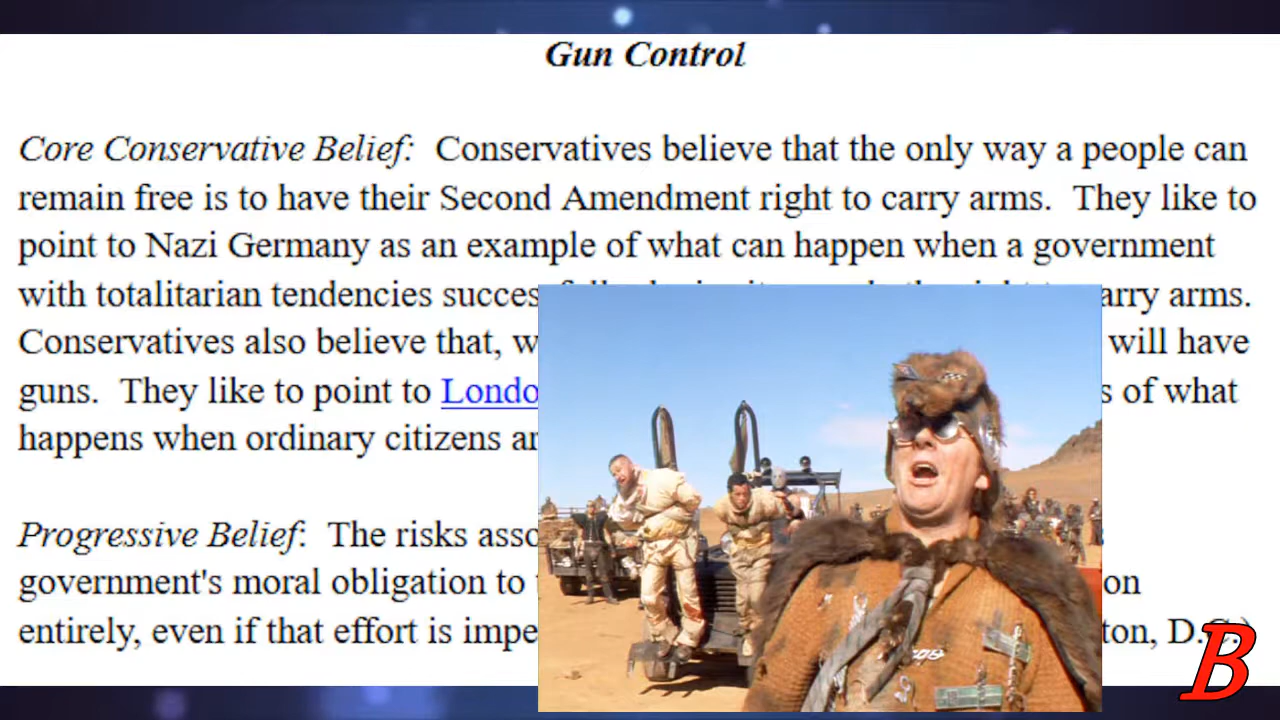 Gun Control
Core Conservative Belief:  Conservatives believe that the only way a people can
remain free is to have their Second Amendment right to carry arms.  They like to
point to Nazi Germany as an example of what can happen when a government
with totalitarian tendencies arry arms.
Conservatives also believe that, will have
guns.  They like to point to Londo s of what
happens when ordinary citizens
Progressive Belief:  The risks
government's moral obligation to on
entirely, even if that effort is ton, D.C.)
B